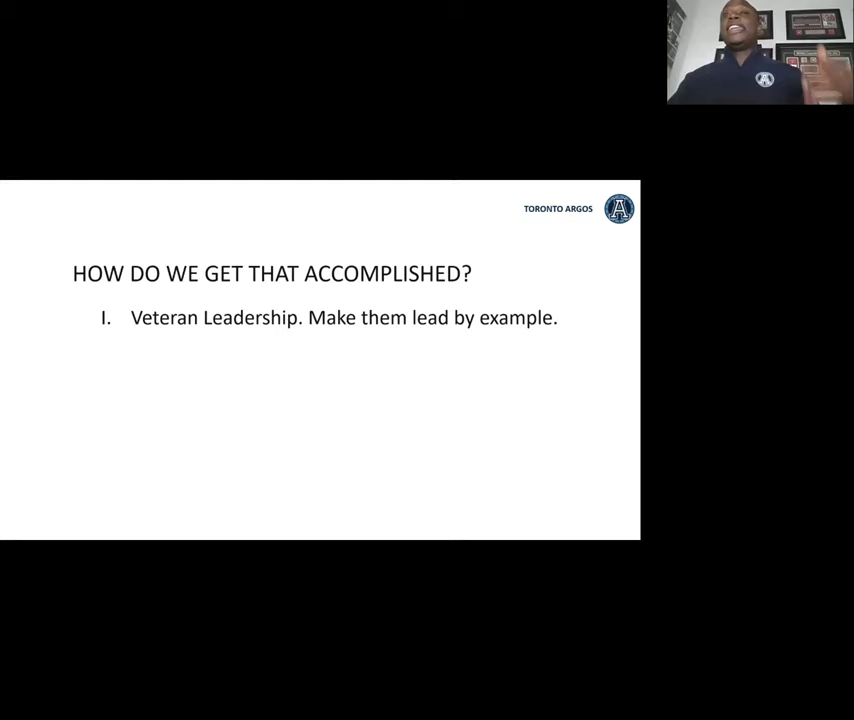 TORONTO ARGOS
HOW DO WE GET THAT ACCOMPLISHED?
I. Veteran Leadership. Make them lead by example.